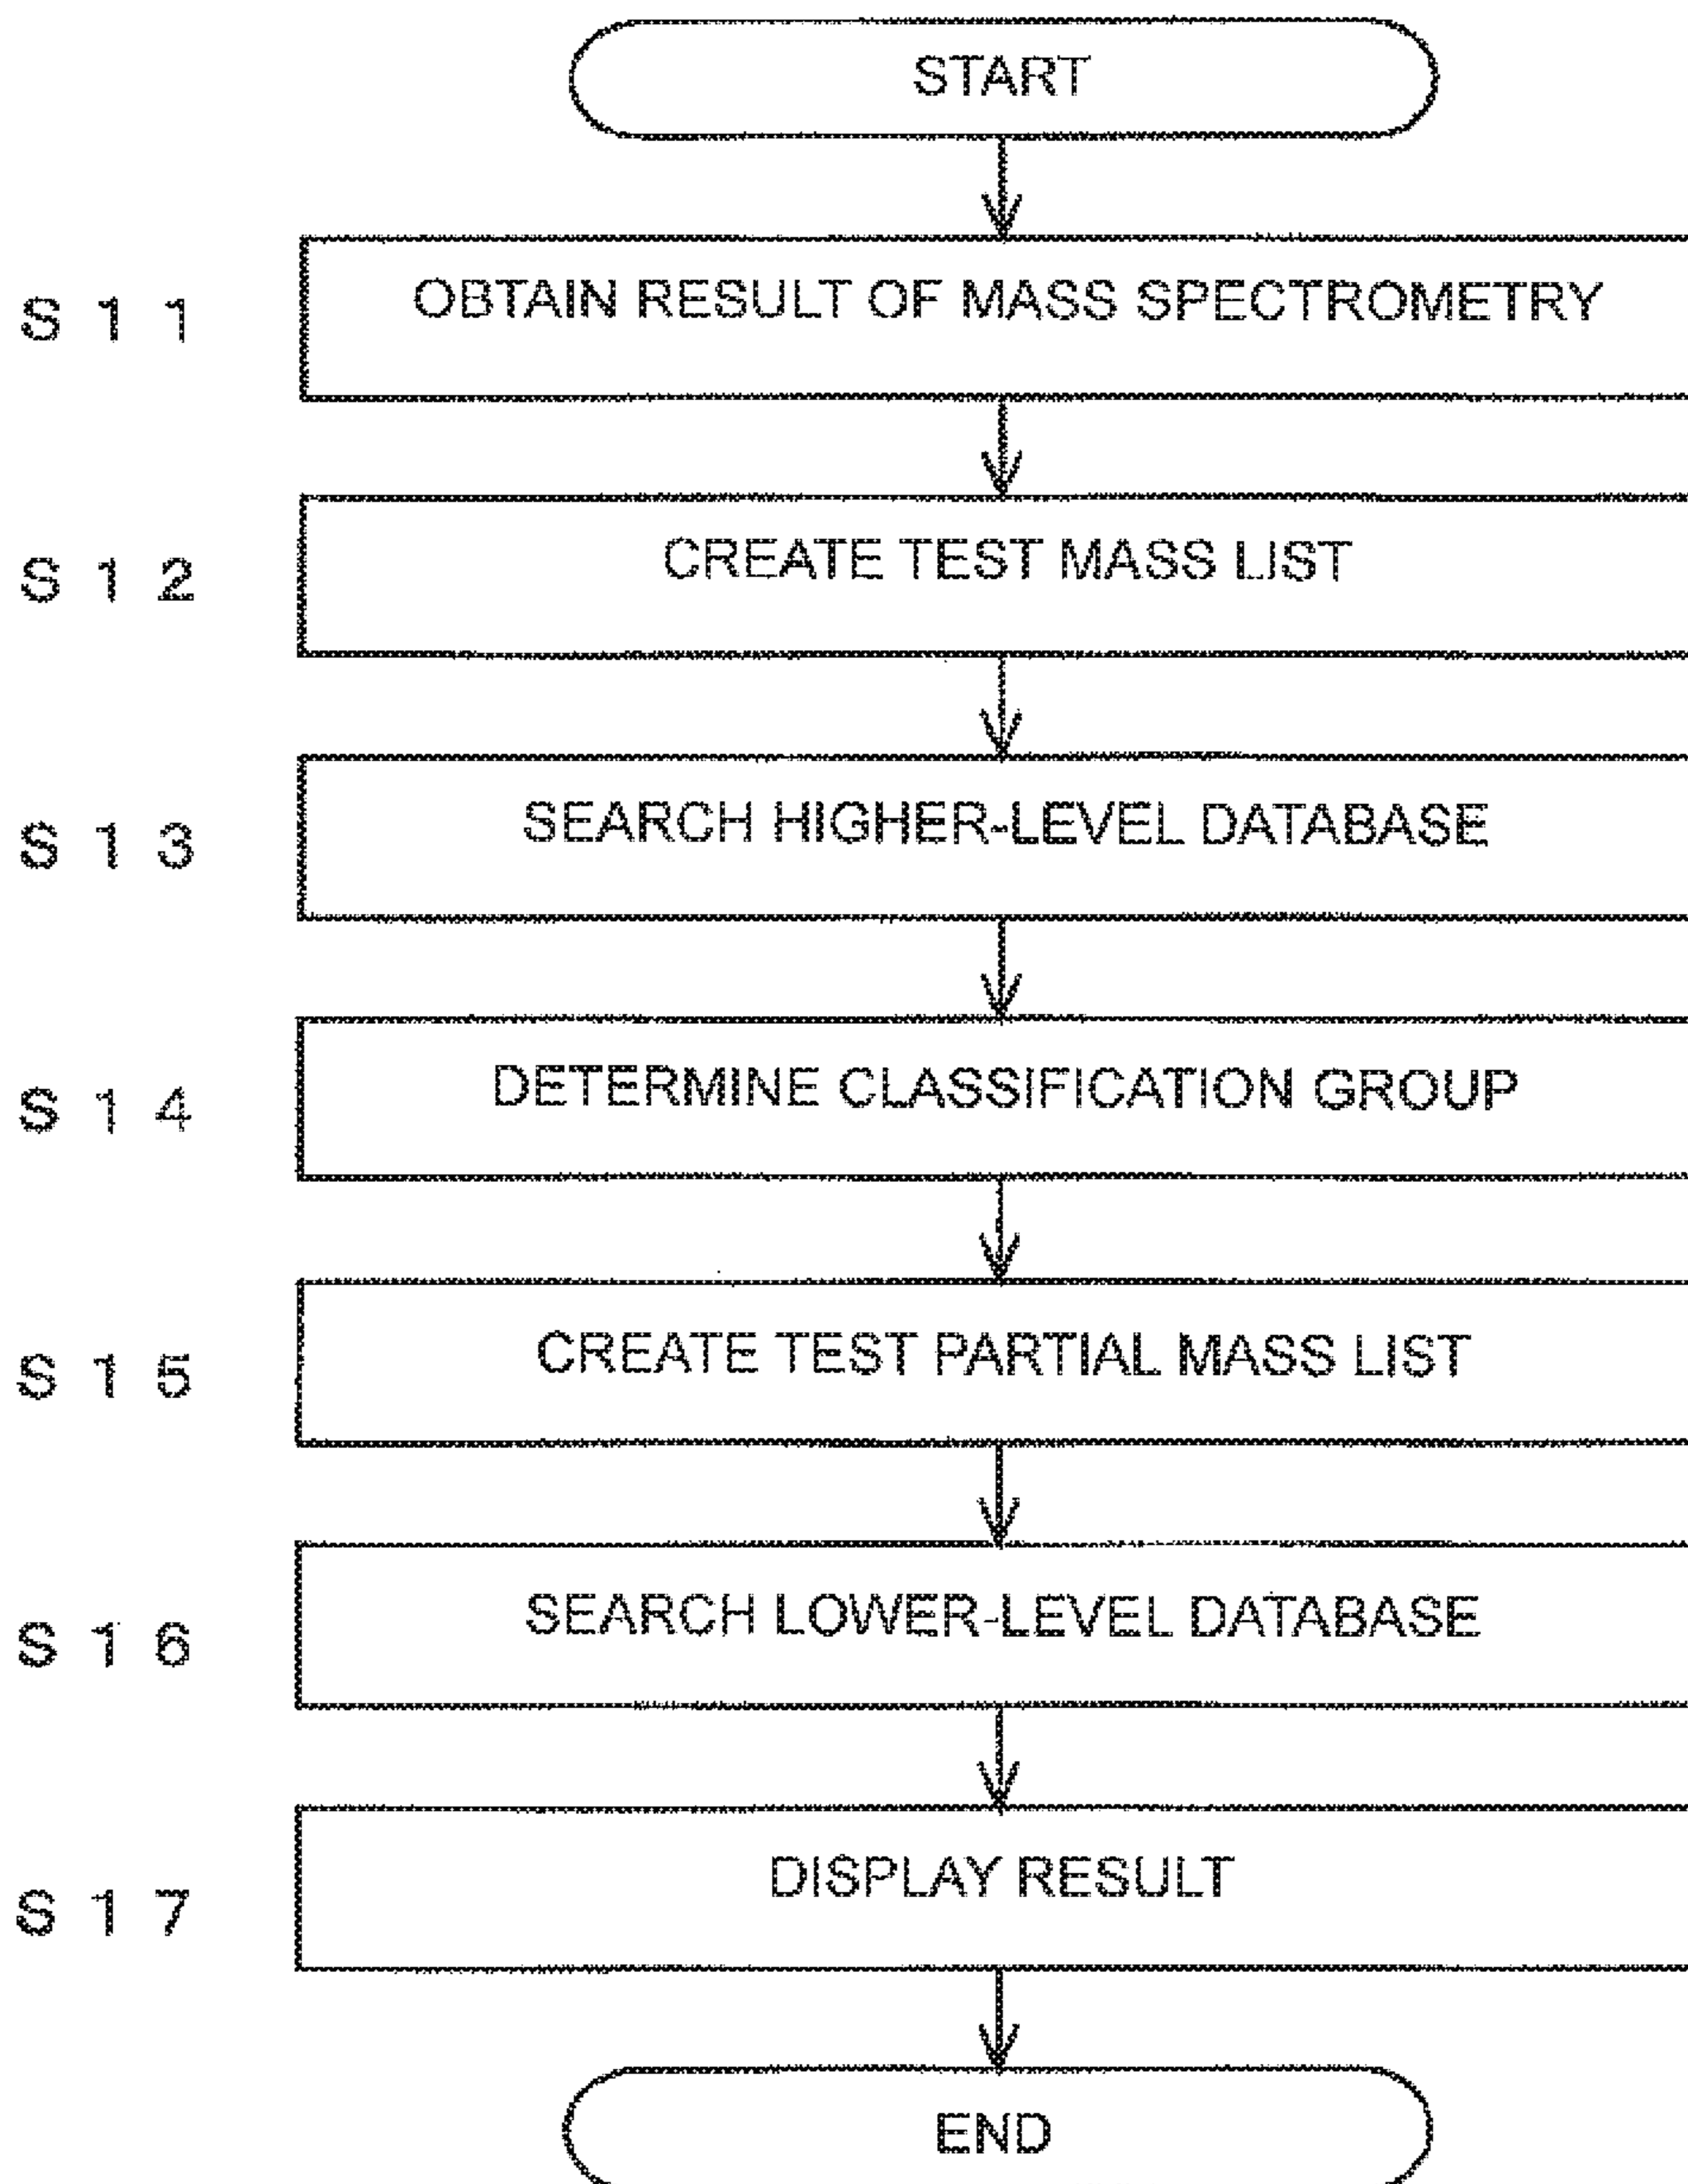 START
S 1 1 OBTAIN RESULT OF MASS SPECTROMETRY
S 1 2 CREATE TEST MASS LIST
S 1 3 SEARCH HIGHER-LEVEL DATABASE
S 1 4 DETERMINE CLASSIFICATION GROUP
S 1 5 CREATE TEST PARTIAL MASS LIST
S 1 6 SEARCH LOWER-LEVEL DATABASE
S 1 7 DISPLAY RESULT
END